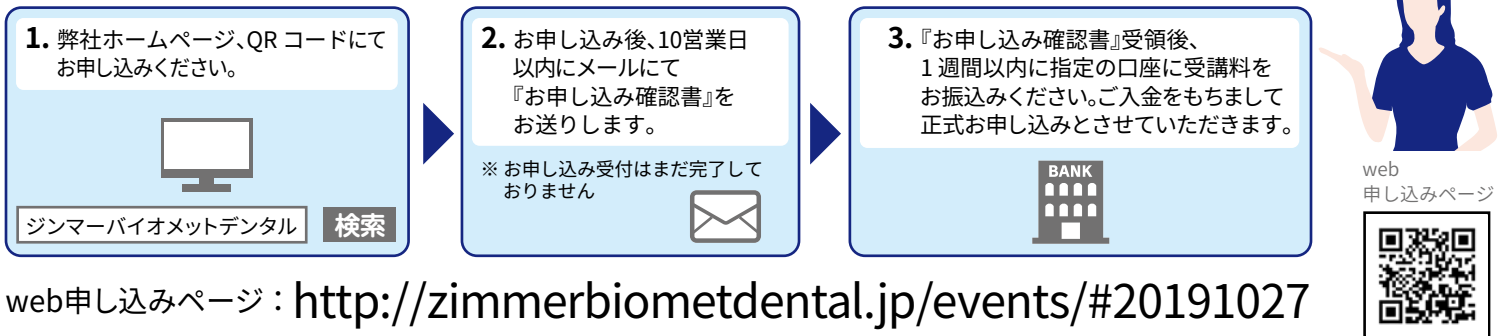 1. 弊社ホームページ、QR コードにて
お申し込みください。
ジンマーバイオメットデンタル 検索
2. お申し込み後、10営業日
以内にメールにて
『お申し込み確認書』を
お送りします。
※ お申し込み受付はまだ完了して
おりません
3. 『お申し込み確認書』受領後、
1 週間以内に指定の口座に受講料を
お振込みください。ご入金をもちまして
正式お申し込みとさせていただきます。
BANK
web
申し込みページ
web申し込みページ：http://zimmerbiometdental.jp/events/#20191027